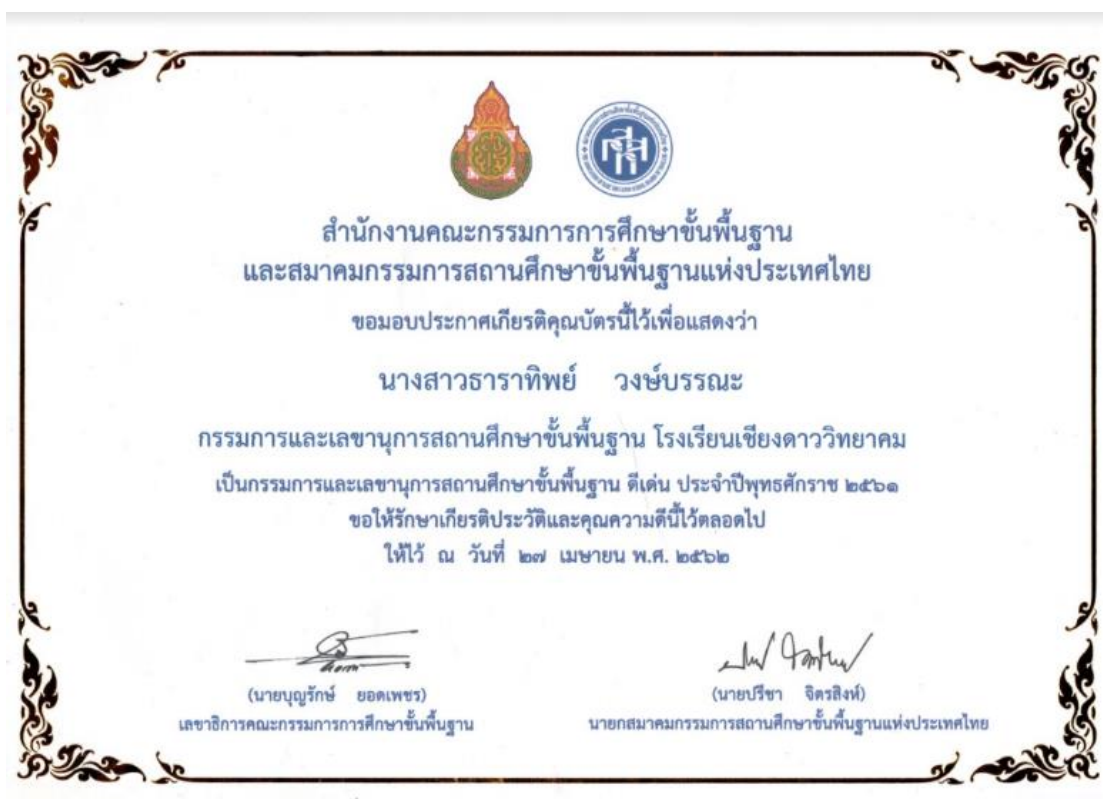 สำนักงานคณะกรรมการการศึกษาขั้นพื้นฐาน
และสมาคมกรรมการสถานศึกษาขั้นพื้นฐานแห่งประเทศไทย
ขอมอบประกาศเกียรติคุณบัตรนี้ไว้เพื่อแสดงว่า
นางสาวธาราทิพย์ วงษ์บรรณะ
กรรมการและเลขานุการสถานศึกษาขั้นพื้นฐาน โรงเรียนเชียงดาววิทยาคม
เป็นกรรมการและเลขานุการสถานศึกษาขั้นพื้นฐาน ดีเด่น ประจำปีพุทธศักราช ๒๕๖๑
ขอให้รักษาเกียรติประวัติและคุณความดีนี้ไว้ตลอดไป
ให้ไว้ ณ วันที่ ๒๗ เมษายน พ.ศ. ๒๕๖๒
(นายบุญรักษ์ ยอดเพชร)
เลขาธิการคณะกรรมการการศึกษาขั้นพื้นฐาน
(นายปรีชา จิตรสิงห์)
นายกสมาคมกรรมการสถานศึกษาขั้นพื้นฐานแห่งประเทศไทย